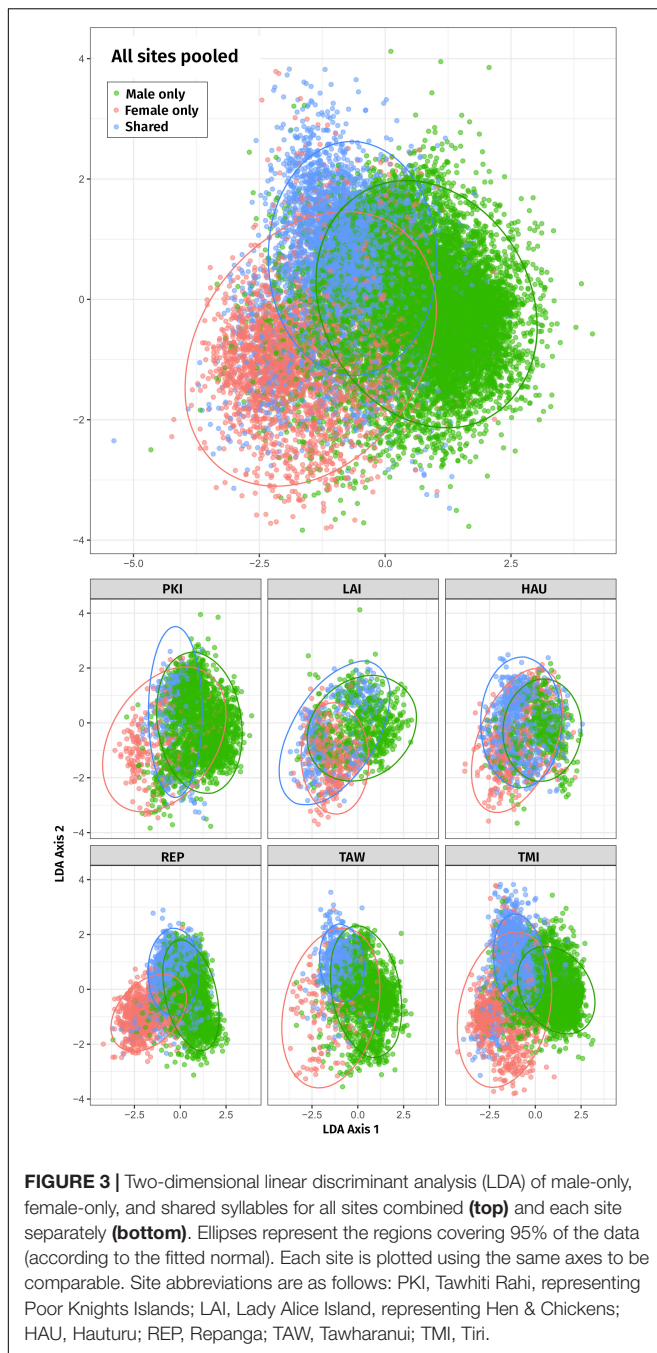 All sites pooled
Male only
Female only
Shared
4
2
0
−2
−4
−5.0 −2.5 0.0 2.5
PKI LAI HAU
4
2
0
−2
−4
REP TAW TMI
4
2
0
−2
−4
LDA Axis 2
−2.5 0.0 2.5 −2.5 0.0 2.5 −2.5 0.0 2.5
LDA Axis 1
FIGURE 3 | Two-dimensional linear discriminant analysis (LDA) of male-only,
female-only, and shared syllables for all sites combined (top) and each site
separately (bottom). Ellipses represent the regions covering 95% of the data
(according to the fitted normal). Each site is plotted using the same axes to be
comparable. Site abbreviations are as follows: PKI, Tawhiti Rahi, representing
Poor Knights Islands; LAI, Lady Alice Island, representing Hen & Chickens;
HAU, Hauturu; REP, Repanga; TAW, Tawharanui; TMI, Tiri.